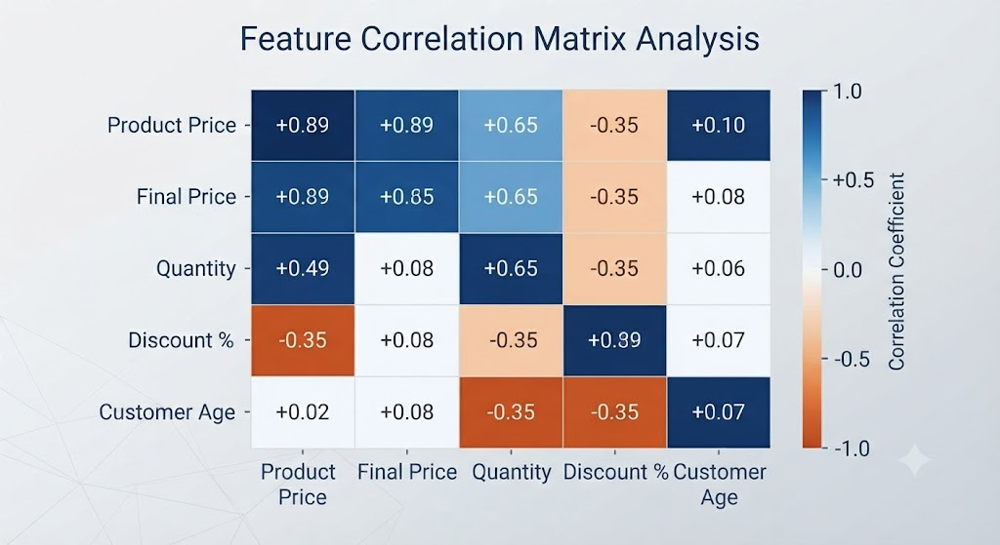 Feature Correlation Matrix Analysis
Product Price +0.89 +0.89 +0.65 -0.35 +0.10 1.0
Final Price +0.89 +0.85 +0.65 -0.35 +0.08 +0.5
Quantity +0.49 +0.08 +0.65 -0.35 +0.06 0.0
Discount % -0.35 +0.08 -0.35 +0.89 +0.07 -0.5
Customer Age +0.02 +0.08 -0.35 -0.35 +0.07 -1.0
Correlation Coefficient
Product Final Price Quantity Discount % Customer
Price Age